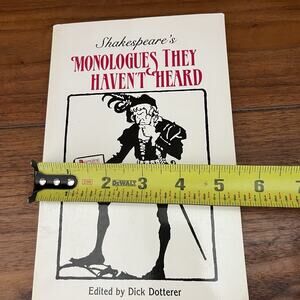 Shakespeare's
MONOLOGUES THEY
HAVEN'T HEARD
2 DEWALT 3 4 5 6
Edited by Dick Dotterer